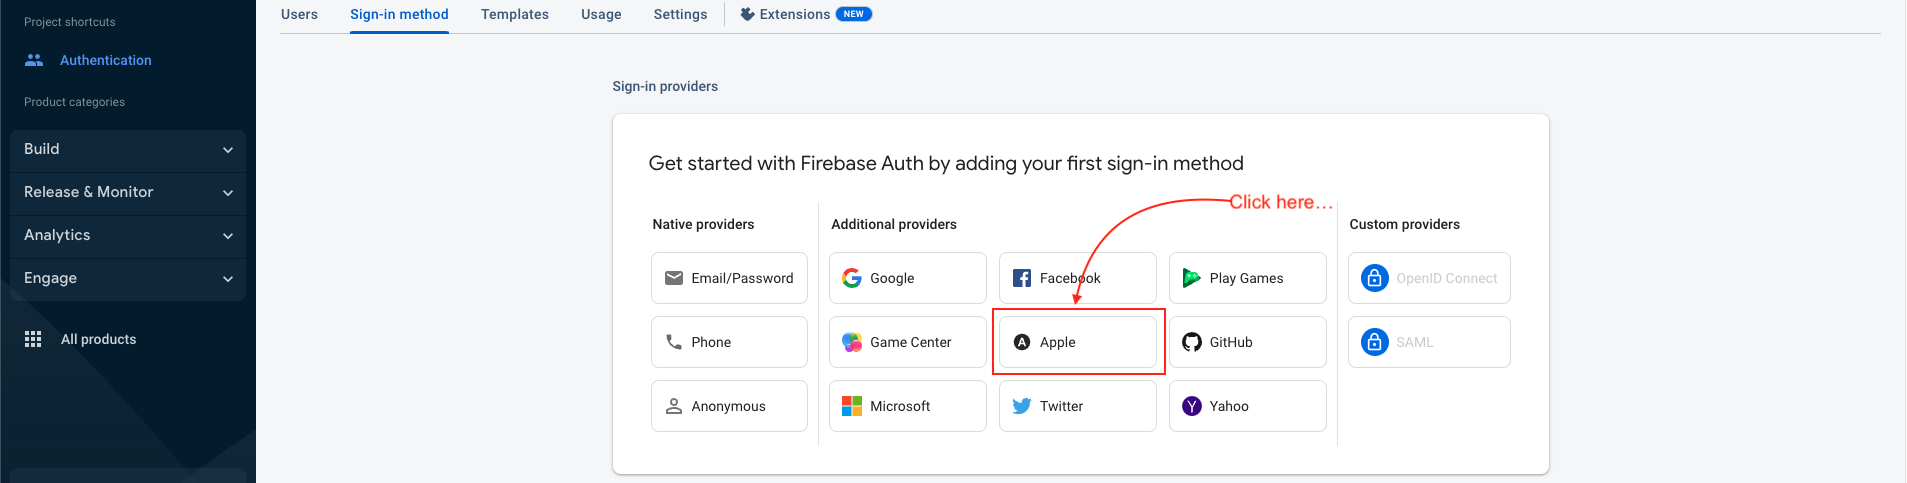 Project shortcuts
Authentication
Product categories
Build
Release & Monitor
Analytics
Engage
All products
Users Sign-in method Templates Usage Settings Extensions NEW
Sign-in providers
Get started with Firebase Auth by adding your first sign-in method
Click here...
Native providers Additional providers Custom providers
Email/Password Google Facebook Play Games OpenID Connect
Phone Game Center A Apple GitHub SAML
Anonymous Microsoft Twitter Y Yahoo